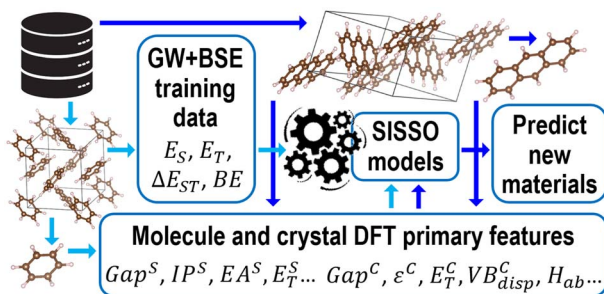 GW+BSE
training
data
E_S, E_T,
ΔE_ST, BE
SISSO
models
Predict
new
materials
Molecule and crystal DFT primary features
Gap^S, IP^S, EA^S, E_T^S... Gap^C, ε^C, E_T^C, VB_disp^C, H_ab...